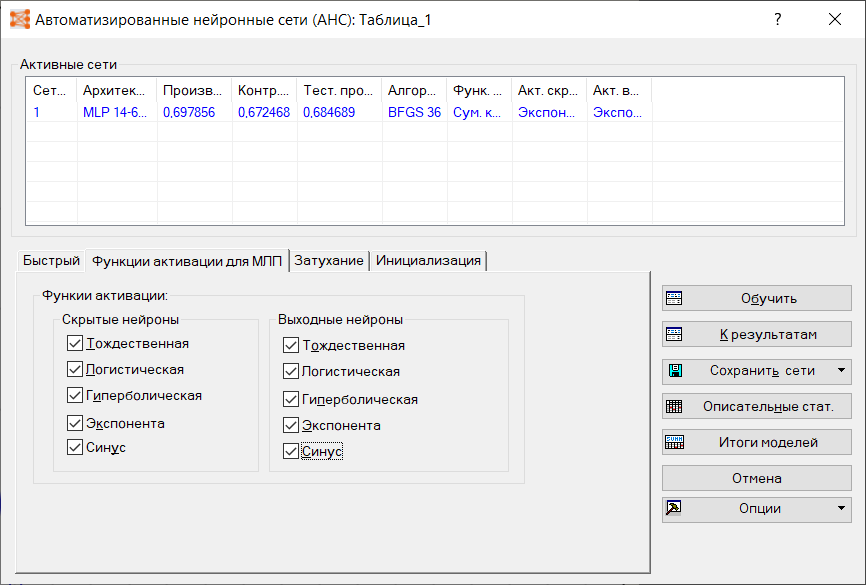 Автоматизированные нейронные сети (АНС): Таблица_1 ?
Активные сети
Сет... Архитек... Произв... Контр.... Тест. про... Алгор... Функ. ... Акт. скр... Акт. в...
1 MLP 14-6... 0,697856 0,672468 0,684689 BFGS 36 Сум. к... Экспон... Экспо...
Быстрый Функции активации для МЛП Затухание Инициализация
Функии активации:
Скрытые нейроны Выходные нейроны
Тождественная Тождественная
Логистическая Логистическая
Гиперболическая Гиперболическая
Экспонента Экспонента
Синус Синус
Обучить
К результатам
Сохранить сети
Описательные стат.
Итоги моделей
Отмена
Опции